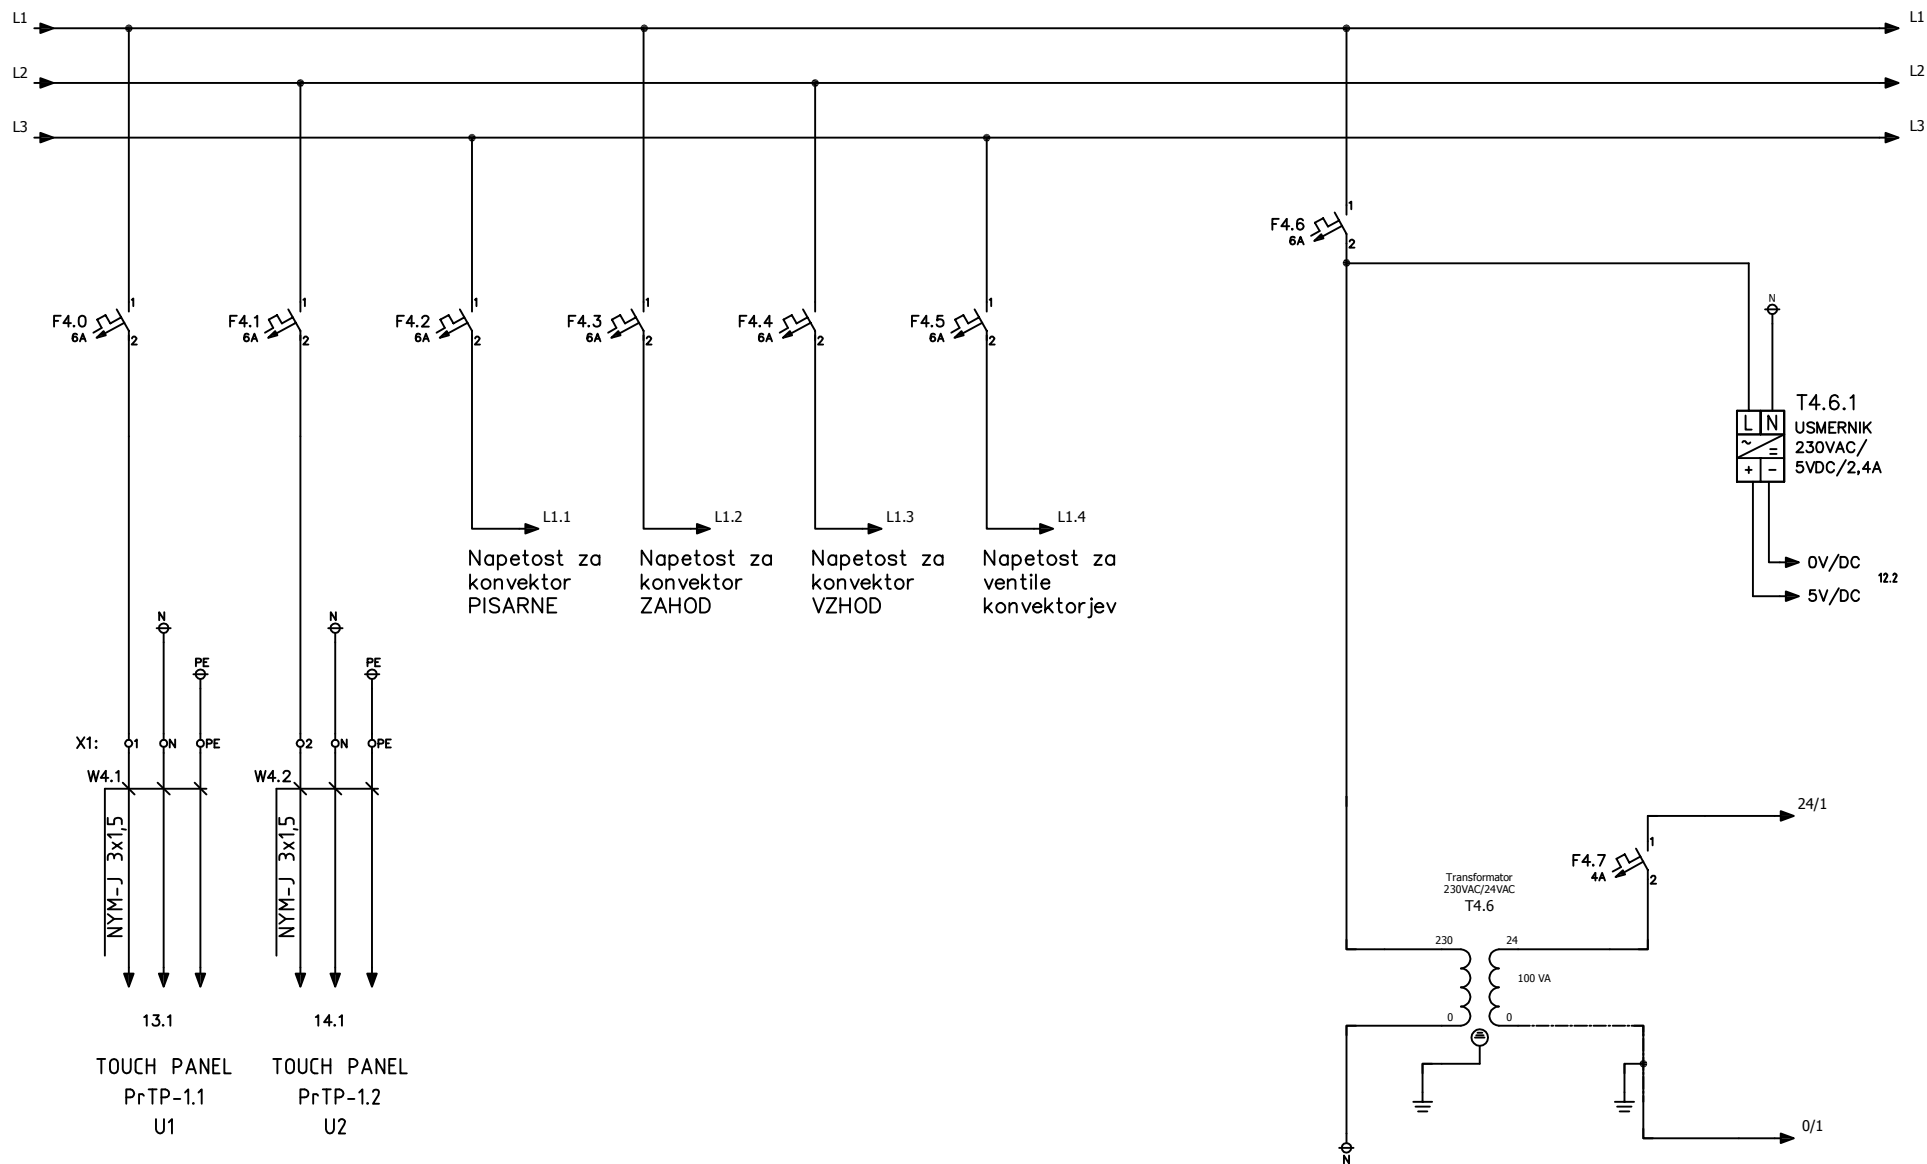 L1
L1
L2
L2
L3
L3
F4.6
6A
1
2
F4.0
6A
1
2
F4.1
6A
1
2
F4.2
6A
1
2
F4.3
6A
1
2
F4.4
6A
1
2
F4.5
6A
1
2
N
T4.6.1
L N
USMERNIK
230VAC/
~ =
5VDC/2,4A
+ -
L1.1
L1.2
L1.3
L1.4
Napetost za
konvektor
PISARNE
Napetost za
konvektor
ZAHOD
Napetost za
konvektor
VZHOD
Napetost za
ventile
konvektorjev
0V/DC
12.2
5V/DC
N
PE
N
PE
X1:
1
N
PE
2
N
PE
W4.1
NYM-J 3x1,5
W4.2
NYM-J 3x1,5
24/1
F4.7
4A
1
2
Transformator
230VAC/24VAC
T4.6
230
24
100 VA
0
0
13.1
14.1
TOUCH PANEL
PrTP-1.1
U1
TOUCH PANEL
PrTP-1.2
U2
0/1
N